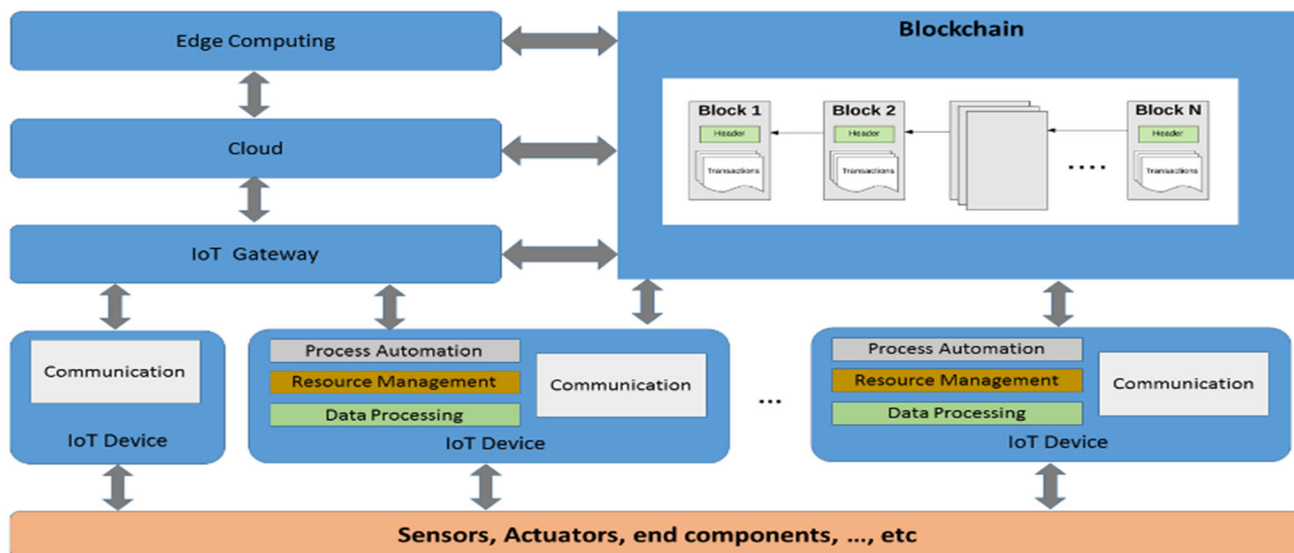 Edge Computing
Blockchain
Block 1
Block 2
Block N
Header
Header
Header
Transactions
Transactions
....
Transactions
Cloud
IoT Gateway
Communication
IoT Device
Process Automation
Resource Management
Data Processing
Communication
IoT Device
...
Process Automation
Resource Management
Data Processing
Communication
IoT Device
Sensors, Actuators, end components, ..., etc